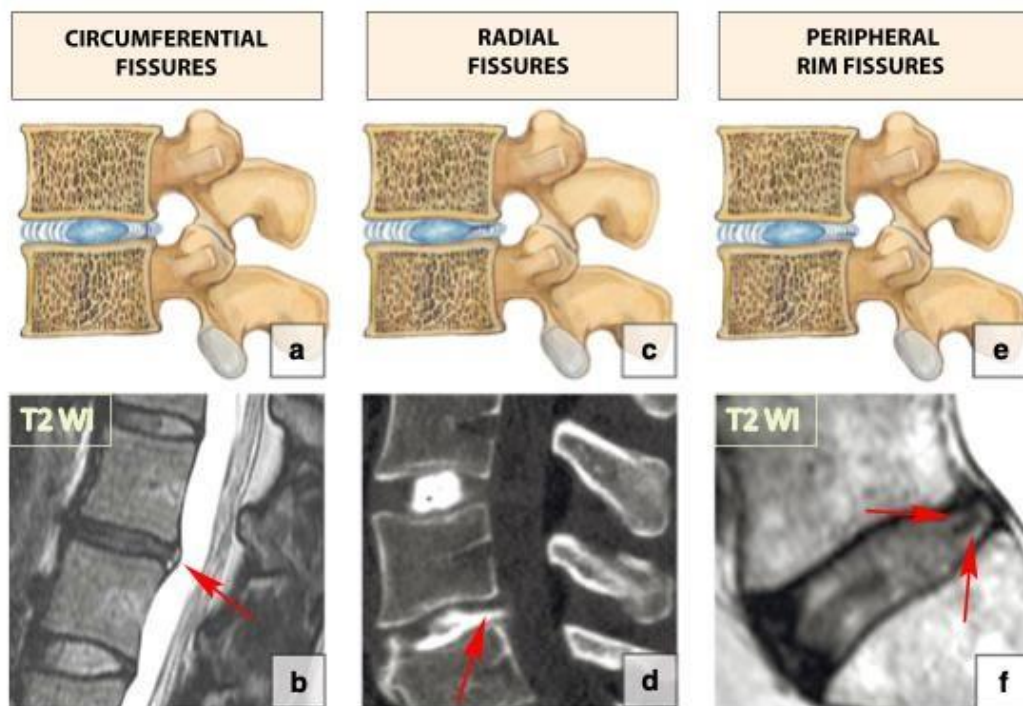 CIRCUMFERENTIAL
FISSURES
RADIAL
FISSURES
PERIPHERAL
RIM FISSURES
a
c
e
T2 WI
b
d
T2 WI
f